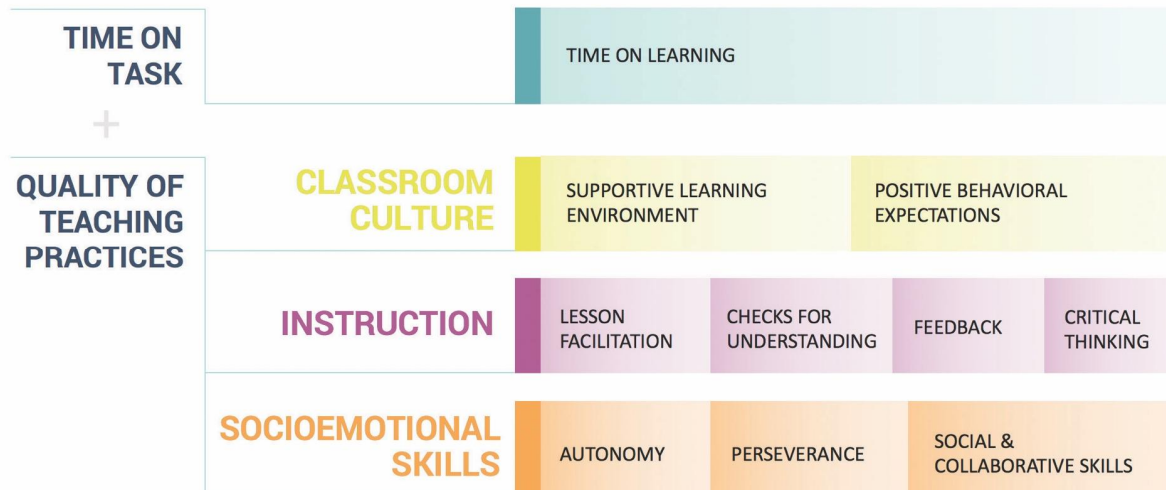 TIME ON
TASK
TIME ON LEARNING
+
QUALITY OF
TEACHING
PRACTICES
CLASSROOM
CULTURE
SUPPORTIVE LEARNING
ENVIRONMENT
POSITIVE BEHAVIORAL
EXPECTATIONS
INSTRUCTION
LESSON
FACILITATION
CHECKS FOR
UNDERSTANDING
FEEDBACK
CRITICAL
THINKING
SOCIOEMOTIONAL
SKILLS
AUTONOMY
PERSEVERANCE
SOCIAL &
COLLABORATIVE SKILLS